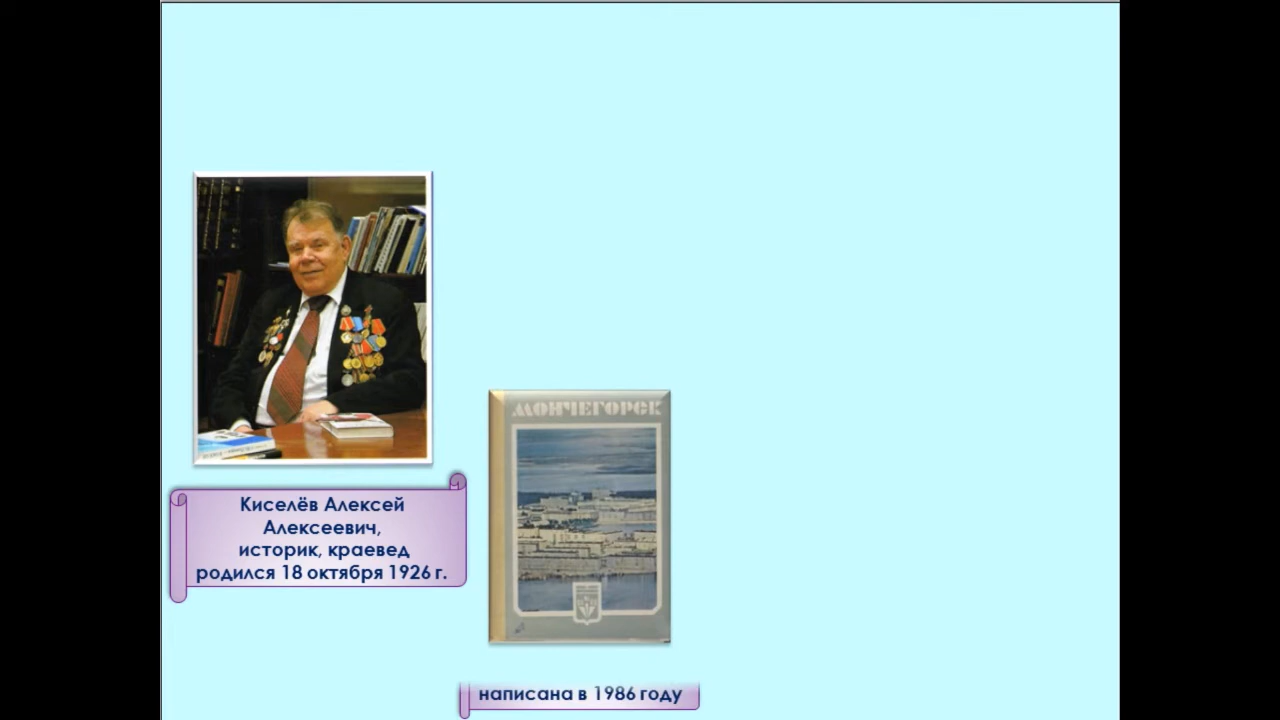 Киселёв Алексей
Алексеевич,
историк, краевед
родился 18 октября 1926 г.
МОНЧЕГОРСК
написана в 1986 году